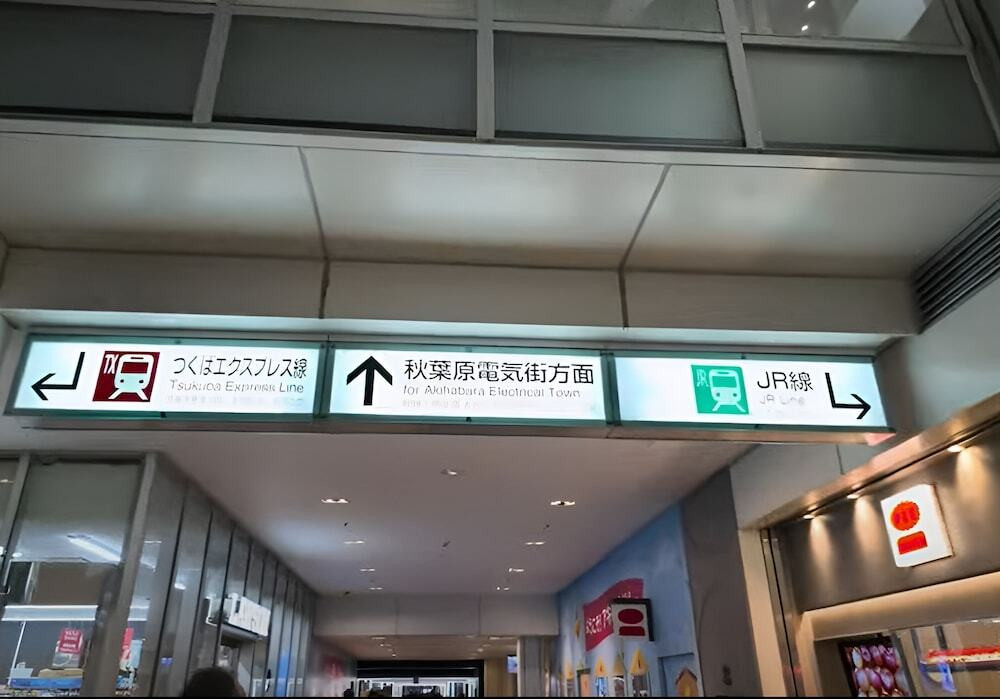 TX
つくばエクスプレス線
Tsukuba Express Line
秋葉原電気街方面
for Akihabara Electrical Town
JR
JR線
JR Line